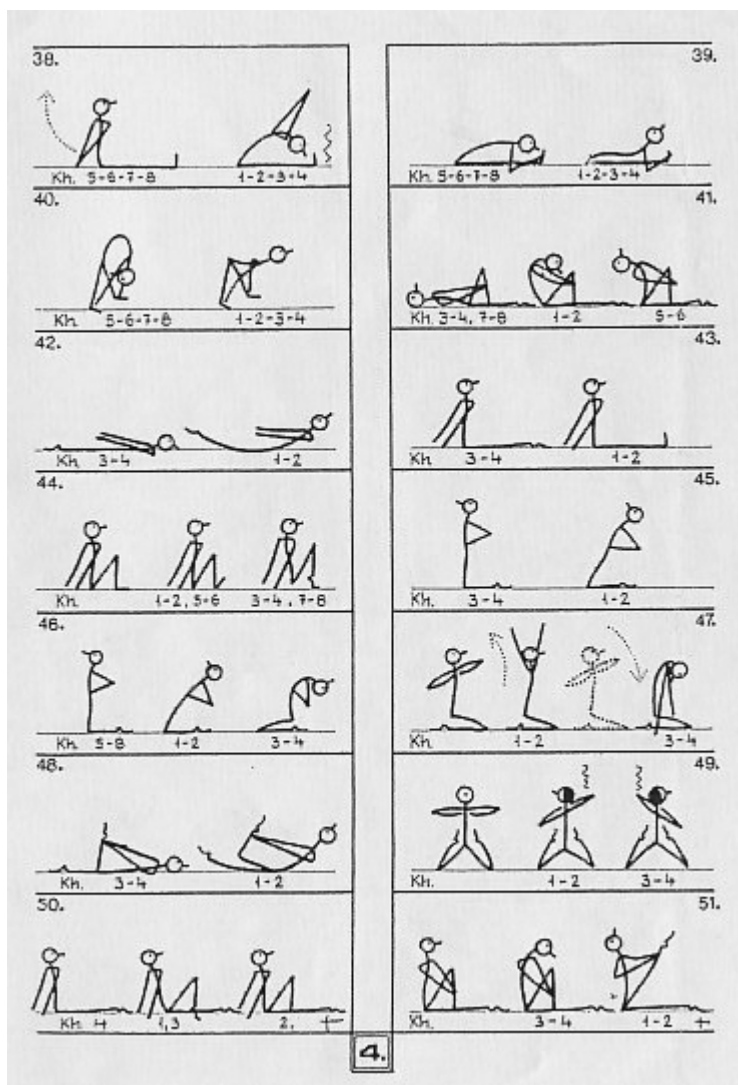 38.
Kh. 5-6-7-8 1-2-3-4
39.
Kh. 5-6-7-8 1-2-3-4
40.
Kh. 5-6-7-8 1-2-3-4
41.
Kh. 3-4, 7-8 1-2 5-6
42.
Kh. 3-4 1-2
43.
Kh. 3-4 1-2
44.
Kh. 1-2, 5-6 3-4, 7-8
45.
Kh. 3-4 1-2
46.
Kh. 5-8 1-2 3-4
47.
Kh. 1-2 3-4
48.
Kh. 3-4 1-2
49.
Kh. 1-2 3-4
50.
Kh. 1,3 2,
51.
Kh. 3-4 1-2
4.